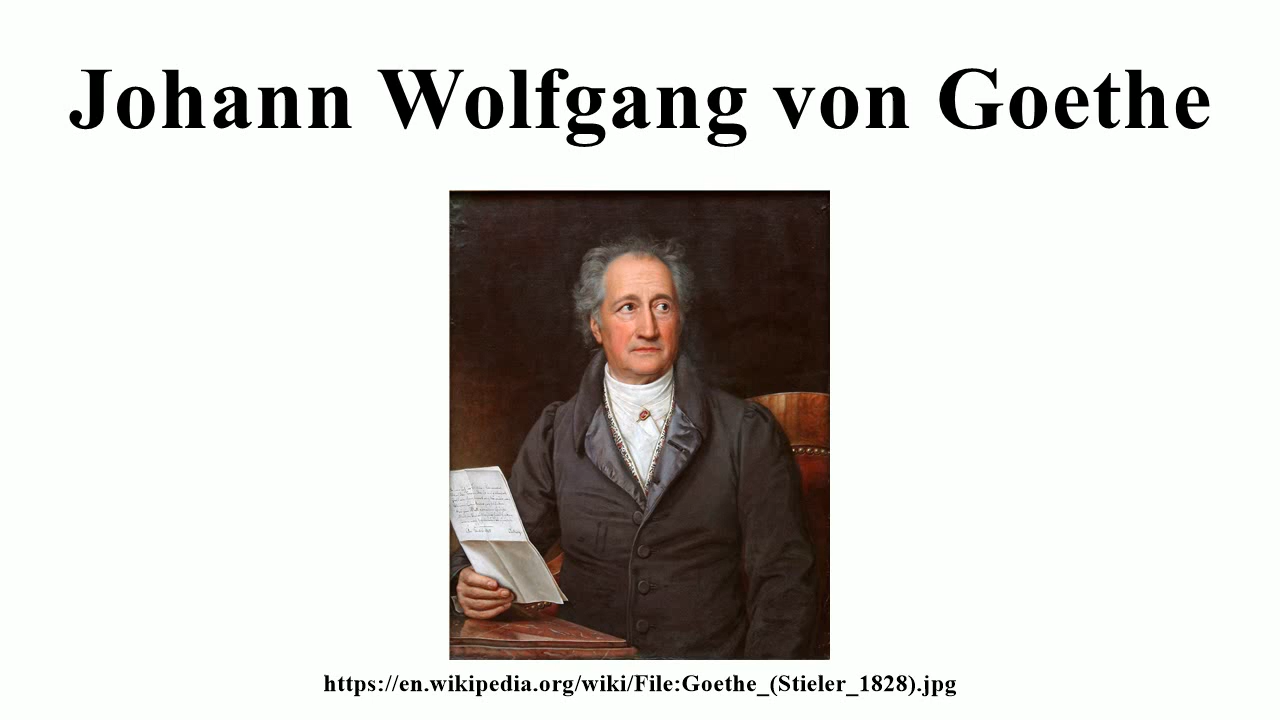 Johann Wolfgang von Goethe
https://en.wikipedia.org/wiki/File:Goethe_(Stieler_1828).jpg